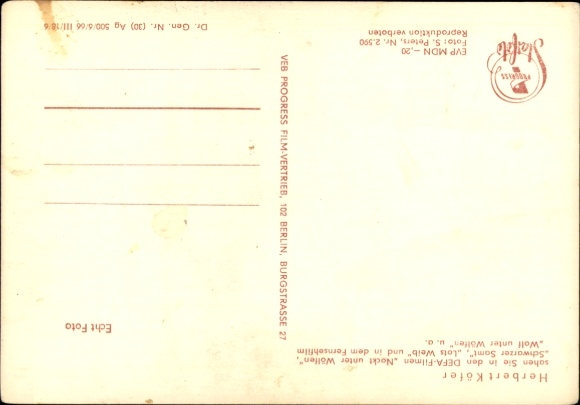 Herbert Köfer
sahen Sie in den DEFA-Filmen „Nackt unter Wölfen“,
„Schwarzer Samt“, „Lots Weib“ und in dem Fernsehfilm
„Wolf unter Wölfen“ u. a.
Echt Foto
VEB PROGRESS FILM-VERTRIEB, 102 BERLIN, BURGSTRASSE 27
PROGRESS
Starfoto
EVP MDN –,20
Foto: S. Peters, Nr. 2.590
Reproduktion verboten
Dr. Gen. Nr. (30) Ag 500/6/66 III/18 6